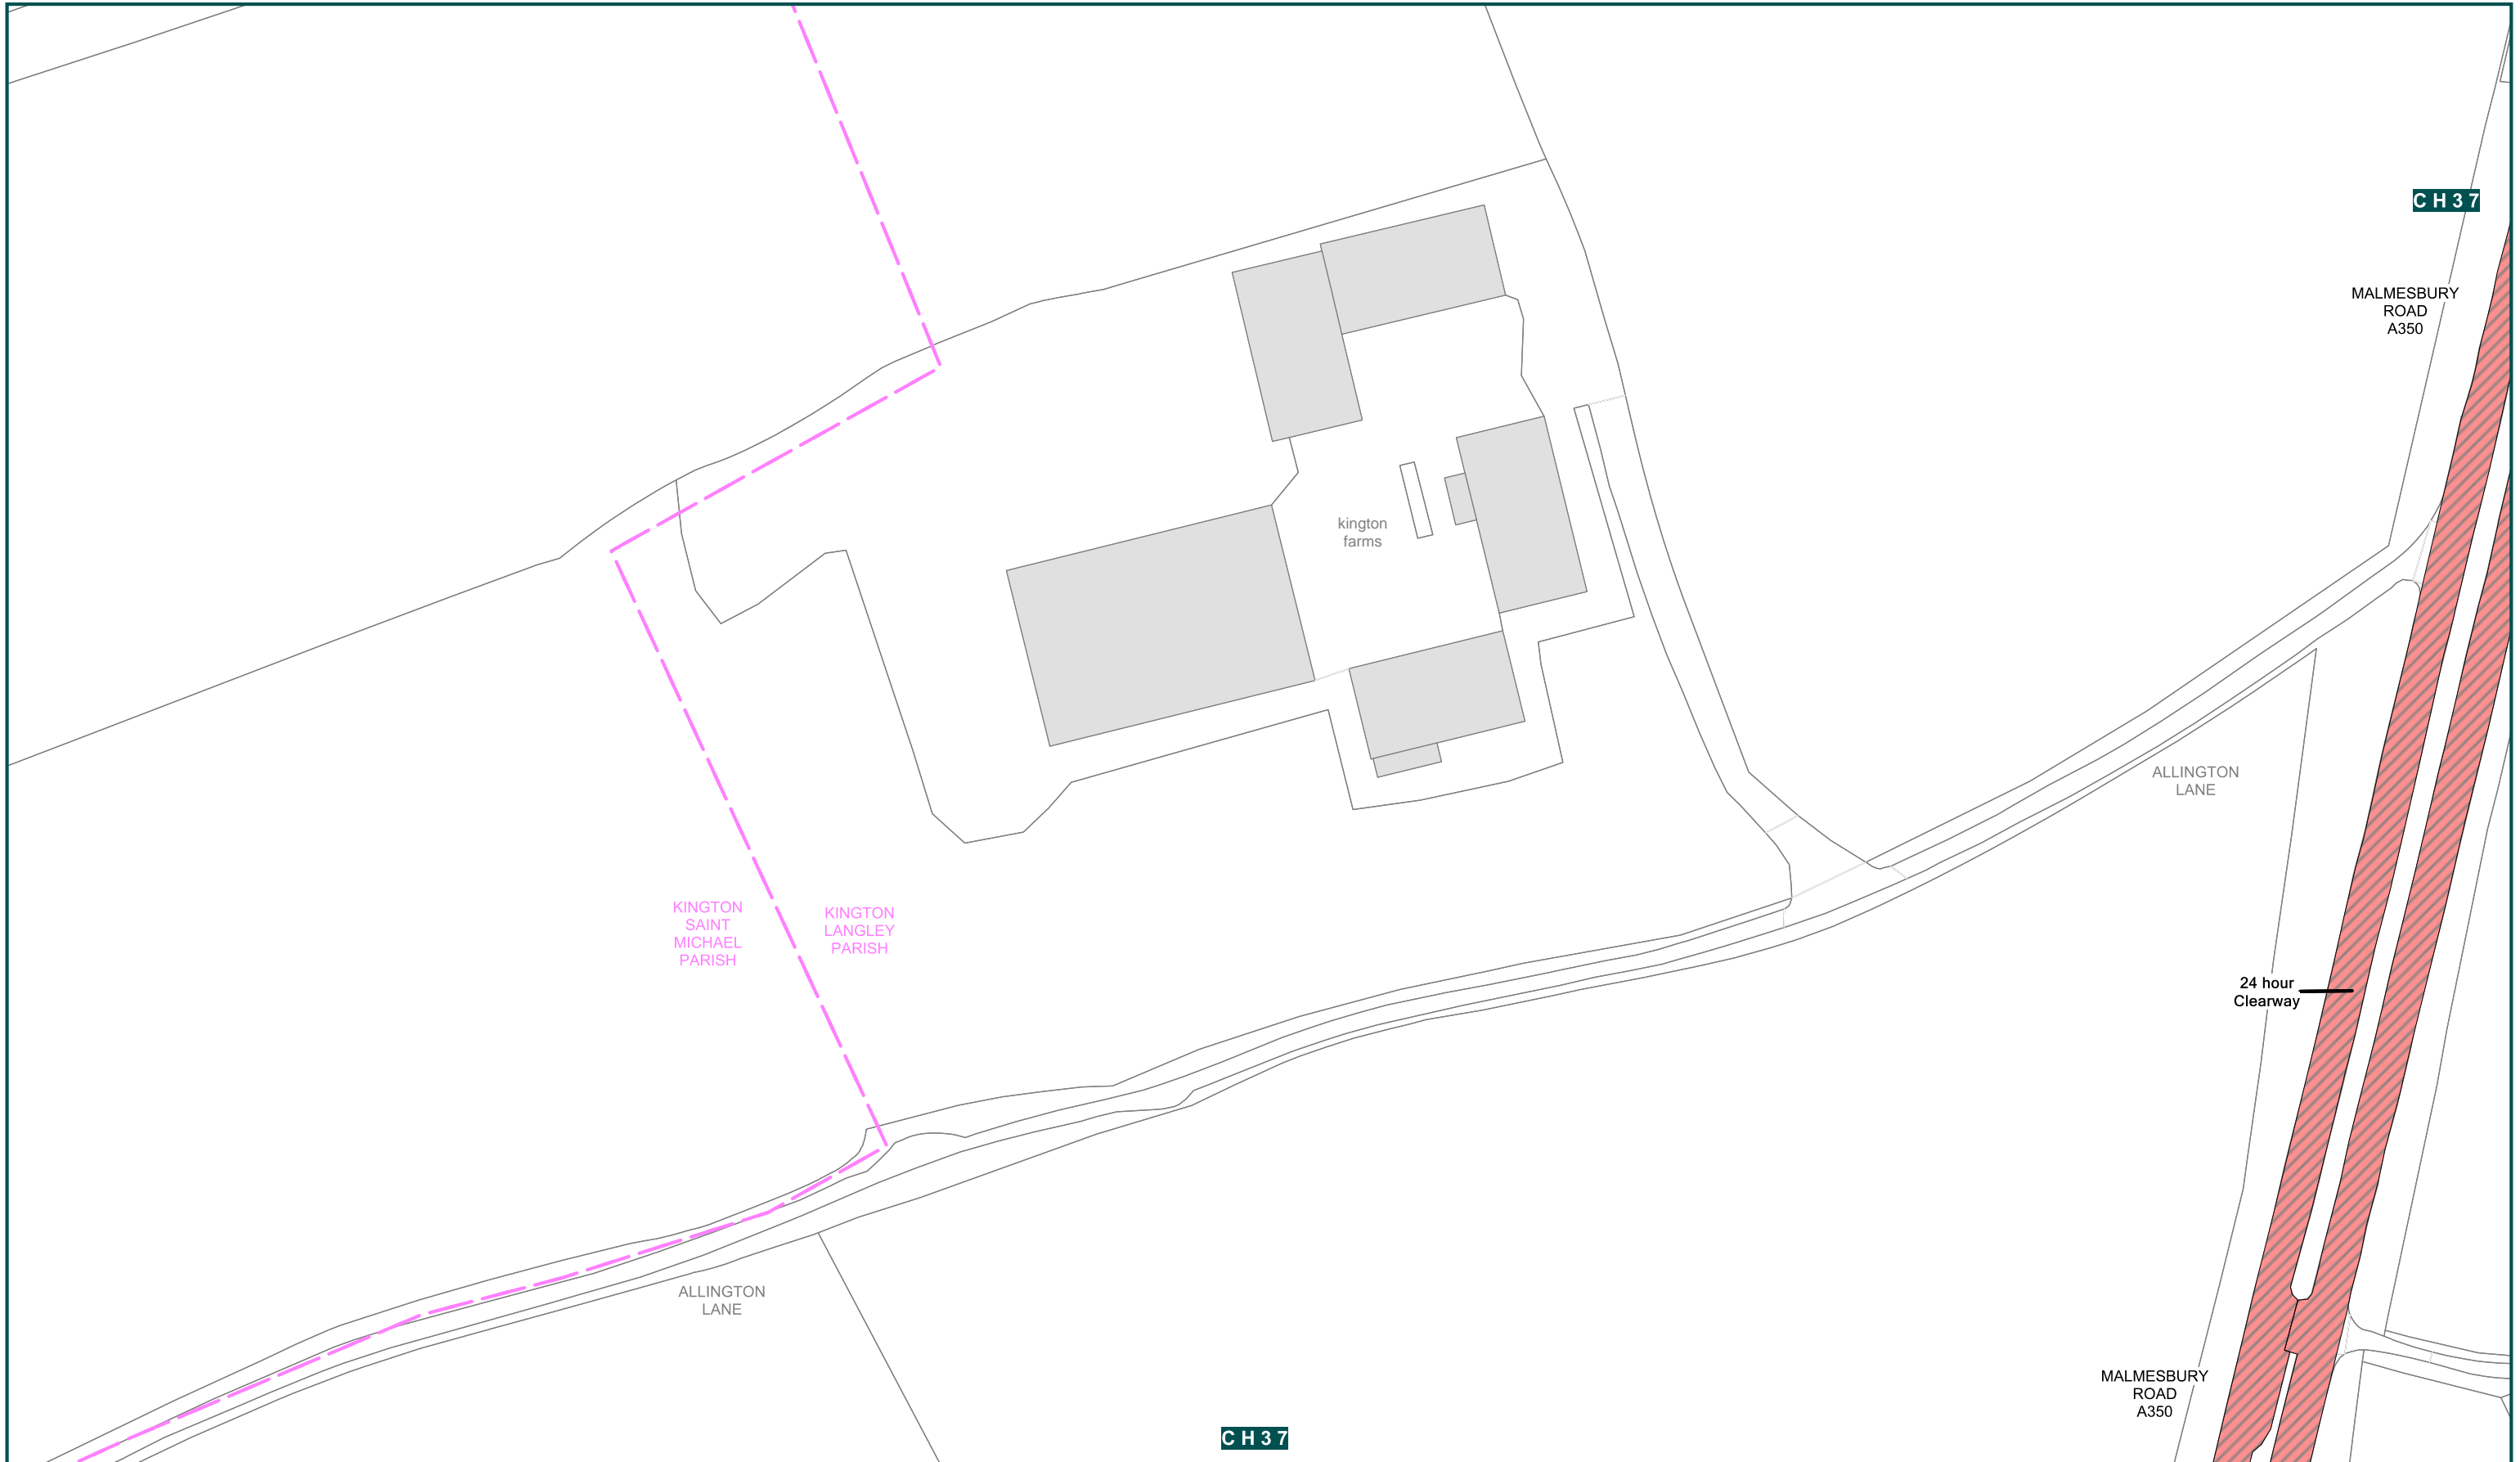 CH37
MALMESBURY
ROAD
A350
kington
farms
ALLINGTON
LANE
KINGTON
SAINT
MICHAEL
PARISH
KINGTON
LANGLEY
PARISH
24 hour
Clearway
ALLINGTON
LANE
MALMESBURY
ROAD
A350
CH37